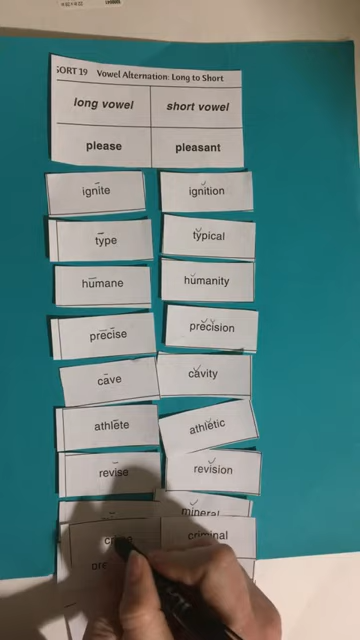 SORT 19 Vowel Alternation: Long to Short
long vowel short vowel
please pleasant
ignite ignition
type typical
humane humanity
precise precision
cave cavity
athlete athletic
revise revision
mineral
criminal